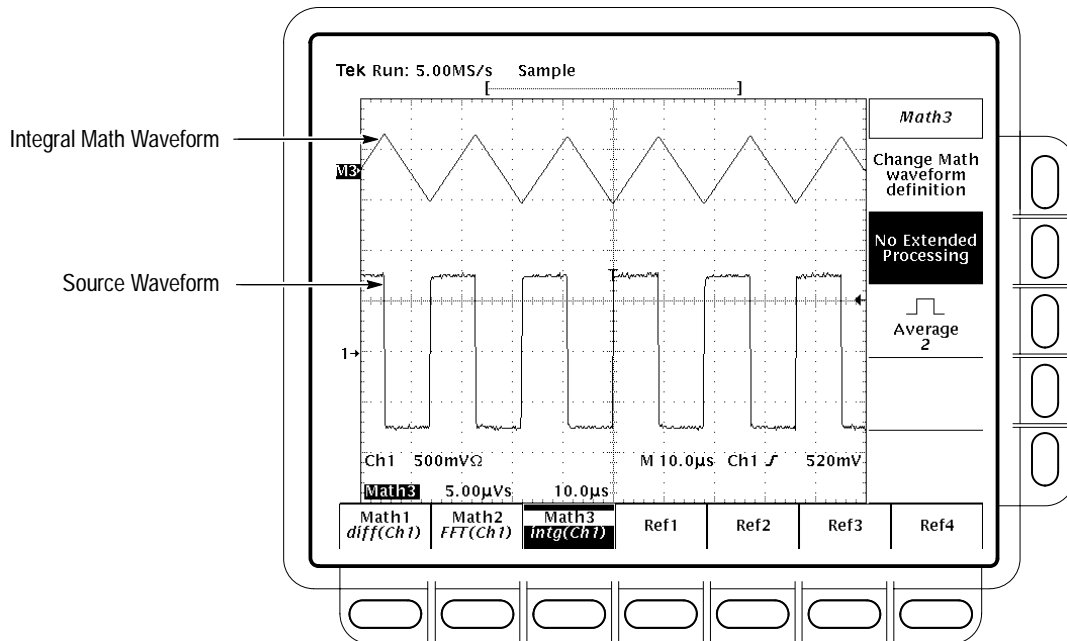 Tek Run: 5.00MS/s Sample
Integral Math Waveform
M3
Source Waveform
1
T
Ch1 500mVΩ M 10.0µs Ch1 520mV
Math3 5.00µVs 10.0µs
Math3
Change Math
waveform
definition
No Extended
Processing
Average
2
Math1
diff(Ch1)
Math2
FFT(Ch1)
Math3
intg(Ch1)
Ref1
Ref2
Ref3
Ref4